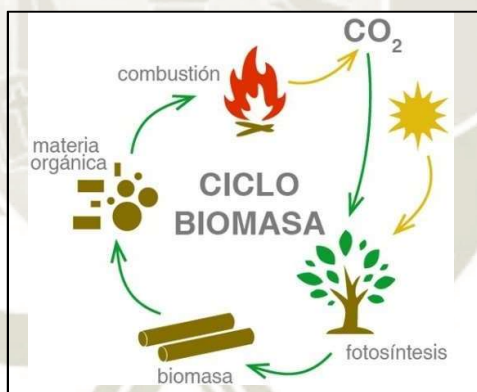 CO₂
combustión
materia
orgánica
CICLO
BIOMASA
fotosíntesis
biomasa